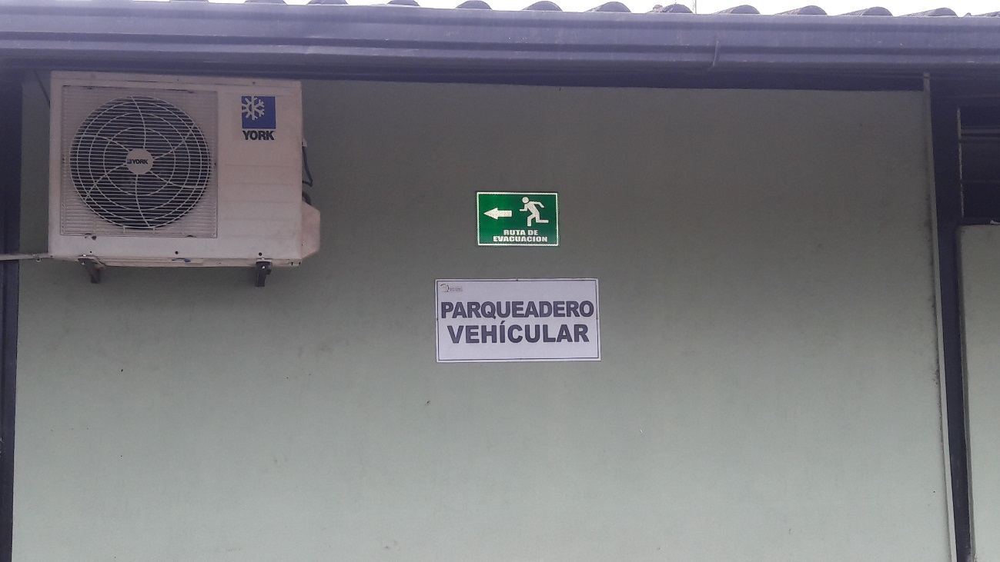 YORK
YORK
RUTA DE
EVACUACION
PARQUEADERO
VEHÍCULAR